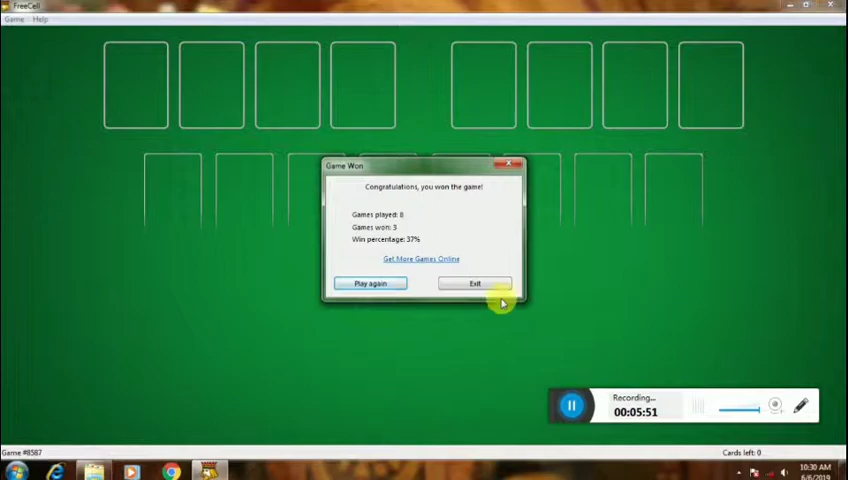 FreeCell
Game Help
Game Won
Congratulations, you won the game!
Games played: 8
Games won: 3
Win percentage: 37%
Get More Games Online
Play again
Exit
Recording...
00:05:51
Game #8587
Cards left: 0
10:30 AM
6/6/2019